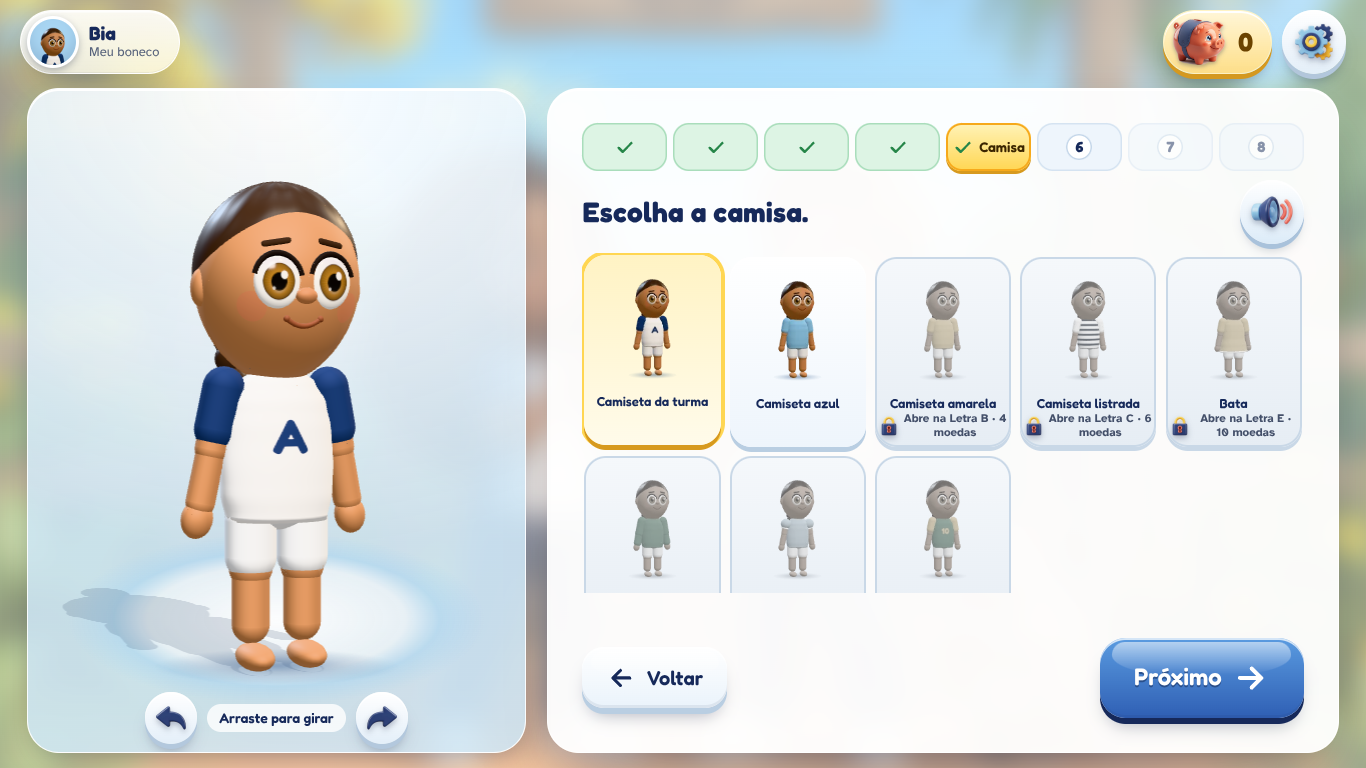 Bia
Meu boneco
0
Camisa
6
7
8
Escolha a camisa.
A
A
Camiseta da turma
Camiseta azul
Camiseta amarela
Abre na Letra B · 4
moedas
Camiseta listrada
Abre na Letra C · 6
moedas
Bata
Abre na Letra E ·
10 moedas
10
Voltar
Próximo
Arraste para girar